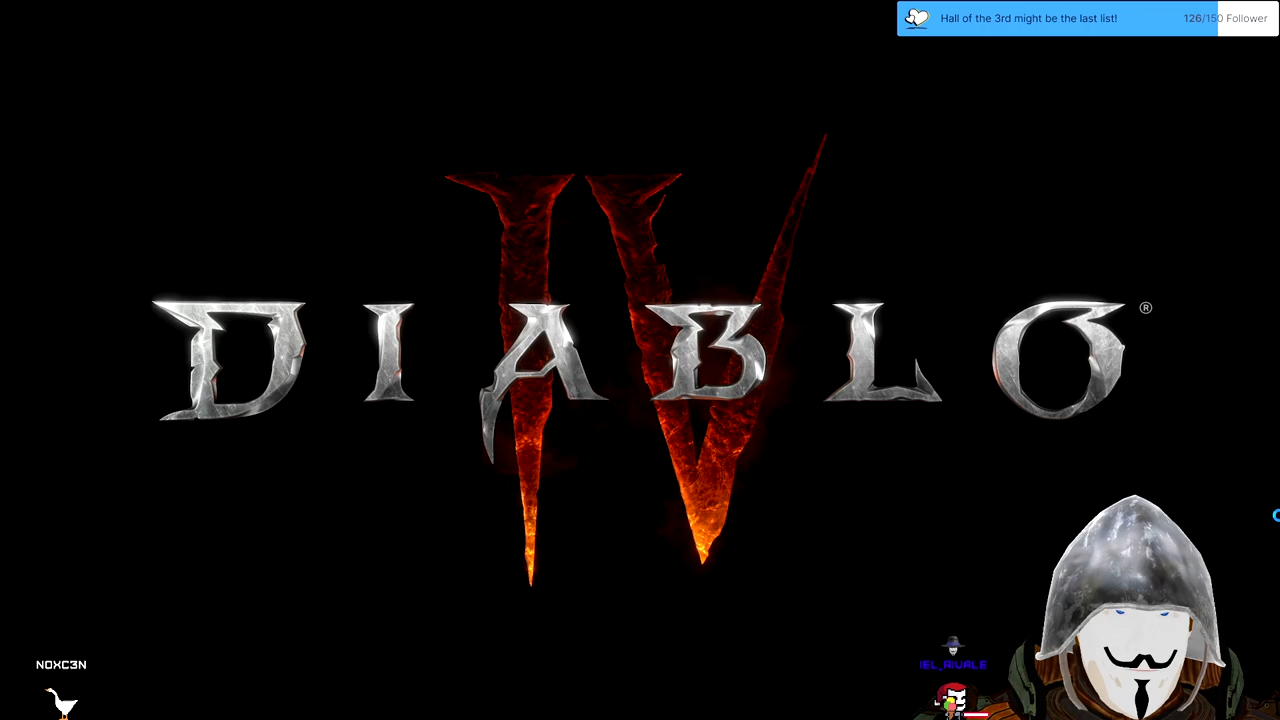 Hall of the 3rd might be the last list! 126/150 Follower
IV
DIABLO®
NOXC3N
IEL_RIVALE